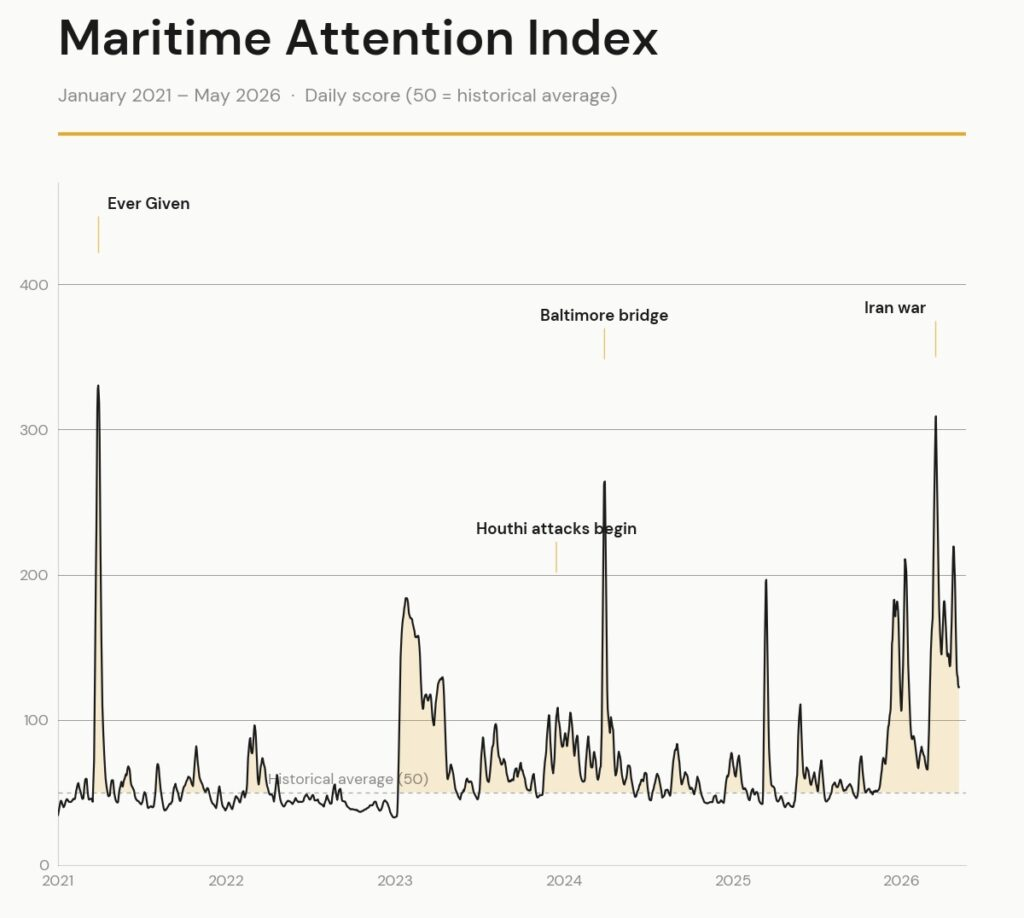 Maritime Attention Index
January 2021 – May 2026 · Daily score (50 = historical average)
Ever Given
400
Baltimore bridge
Iran war
300
Houthi attacks begin
200
100
Historical average (50)
0
2021 2022 2023 2024 2025 2026